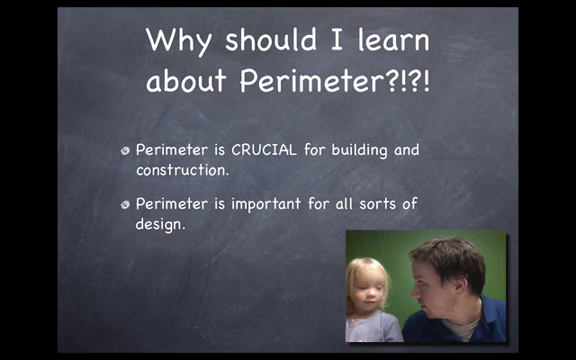 Why should I learn
about Perimeter?!?!
Perimeter is CRUCIAL for building and
construction.
Perimeter is important for all sorts of
design.